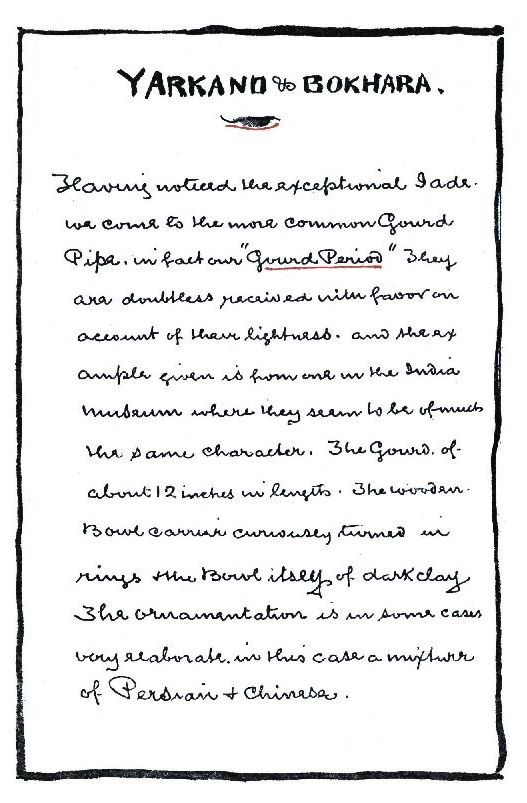 YARKAND & BOKHARA.
Having noticed the exceptional Jade.
we come to the more common Gourd
Pipe. in fact our "Gourd Period" They
are doubtless received with favor on
account of their lightness. and the ex
ample given is from one in the India
Museum where they seem to be of much
the same character. The Gourd. of
about 12 inches in length. The wooden.
Bowl carrier curiously turned in
rings & the Bowl itself of dark clay
The ornamentation is in some cases
very elaborate. in this case a mixture
of Persian & Chinese.